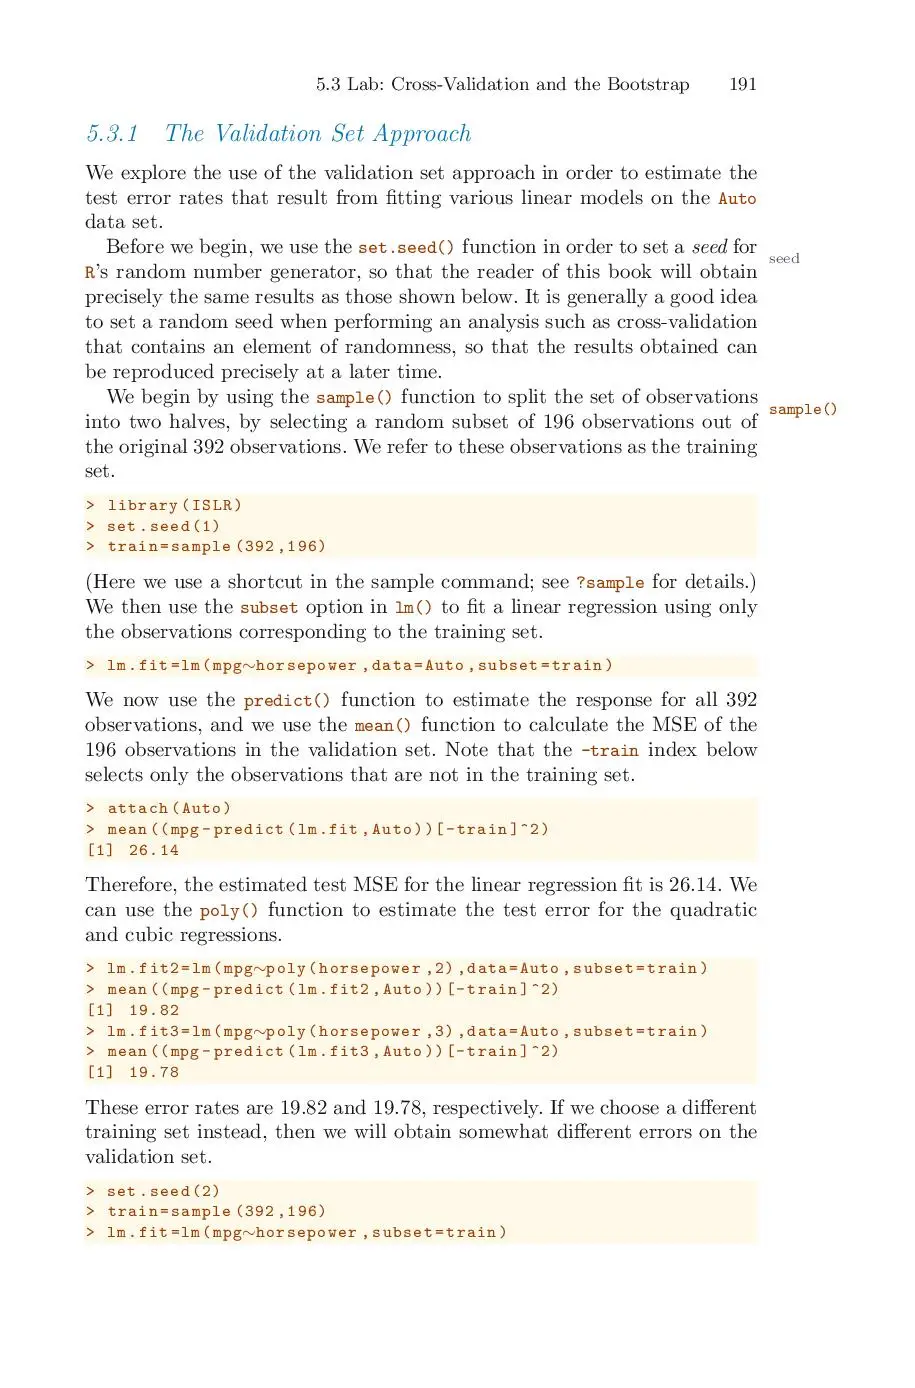 5.3 Lab: Cross-Validation and the Bootstrap 191
5.3.1 The Validation Set Approach
We explore the use of the validation set approach in order to estimate the
test error rates that result from fitting various linear models on the Auto
data set.
Before we begin, we use the set.seed() function in order to set a seed for
seed
R's random number generator, so that the reader of this book will obtain
precisely the same results as those shown below. It is generally a good idea
to set a random seed when performing an analysis such as cross-validation
that contains an element of randomness, so that the results obtained can
be reproduced precisely at a later time.
We begin by using the sample() function to split the set of observations
sample()
into two halves, by selecting a random subset of 196 observations out of
the original 392 observations. We refer to these observations as the training
set.
> library(ISLR)
> set.seed(1)
> train=sample(392,196)
(Here we use a shortcut in the sample command; see ?sample for details.)
We then use the subset option in lm() to fit a linear regression using only
the observations corresponding to the training set.
> lm.fit=lm(mpg∼horsepower,data=Auto,subset=train)
We now use the predict() function to estimate the response for all 392
observations, and we use the mean() function to calculate the MSE of the
196 observations in the validation set. Note that the -train index below
selects only the observations that are not in the training set.
> attach(Auto)
> mean((mpg-predict(lm.fit,Auto))[-train]^2)
[1] 26.14
Therefore, the estimated test MSE for the linear regression fit is 26.14. We
can use the poly() function to estimate the test error for the quadratic
and cubic regressions.
> lm.fit2=lm(mpg∼poly(horsepower,2),data=Auto,subset=train)
> mean((mpg-predict(lm.fit2,Auto))[-train]^2)
[1] 19.82
> lm.fit3=lm(mpg∼poly(horsepower,3),data=Auto,subset=train)
> mean((mpg-predict(lm.fit3,Auto))[-train]^2)
[1] 19.78
These error rates are 19.82 and 19.78, respectively. If we choose a different
training set instead, then we will obtain somewhat different errors on the
validation set.
> set.seed(2)
> train=sample(392,196)
> lm.fit=lm(mpg∼horsepower,subset=train)